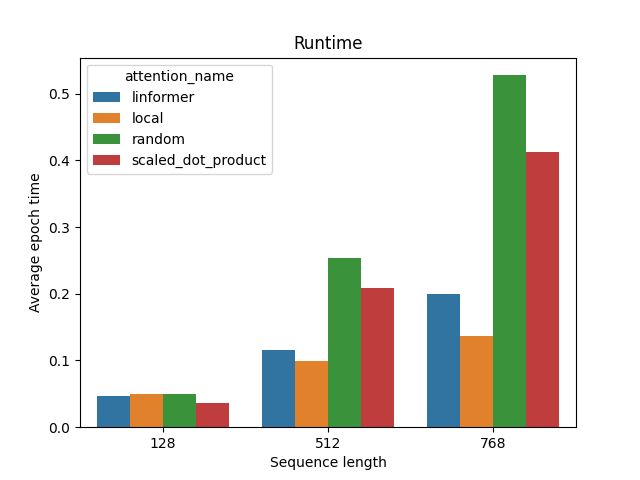 Runtime
attention_name
linformer
local
random
scaled_dot_product
Average epoch time
0.5
0.4
0.3
0.2
0.1
0.0
128 512 768
Sequence length